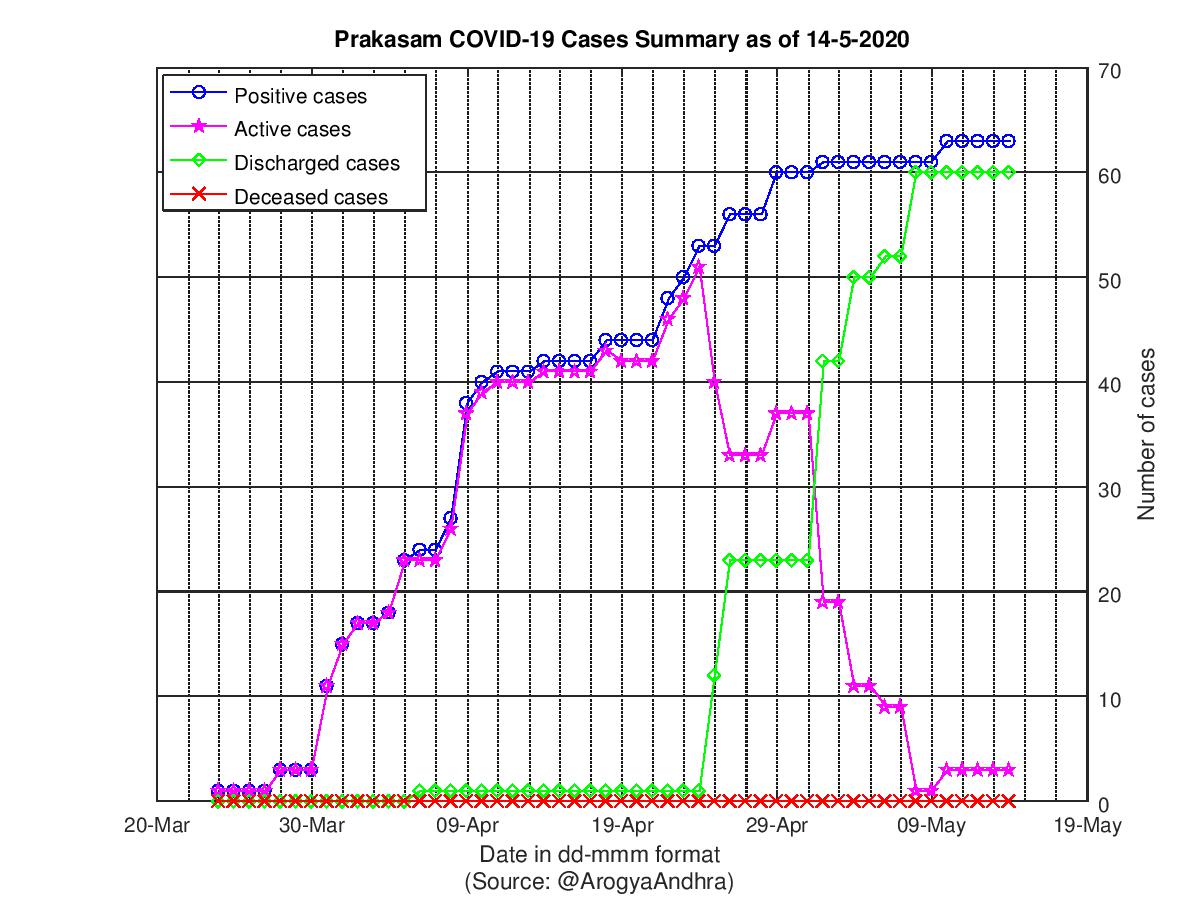 Prakasam COVID-19 Cases Summary as of 14-5-2020
Positive cases
Active cases
Discharged cases
Deceased cases
70
60
50
40
30
20
10
0
Number of cases
20-Mar 30-Mar 09-Apr 19-Apr 29-Apr 09-May 19-May
Date in dd-mmm format
(Source: @ArogyaAndhra)